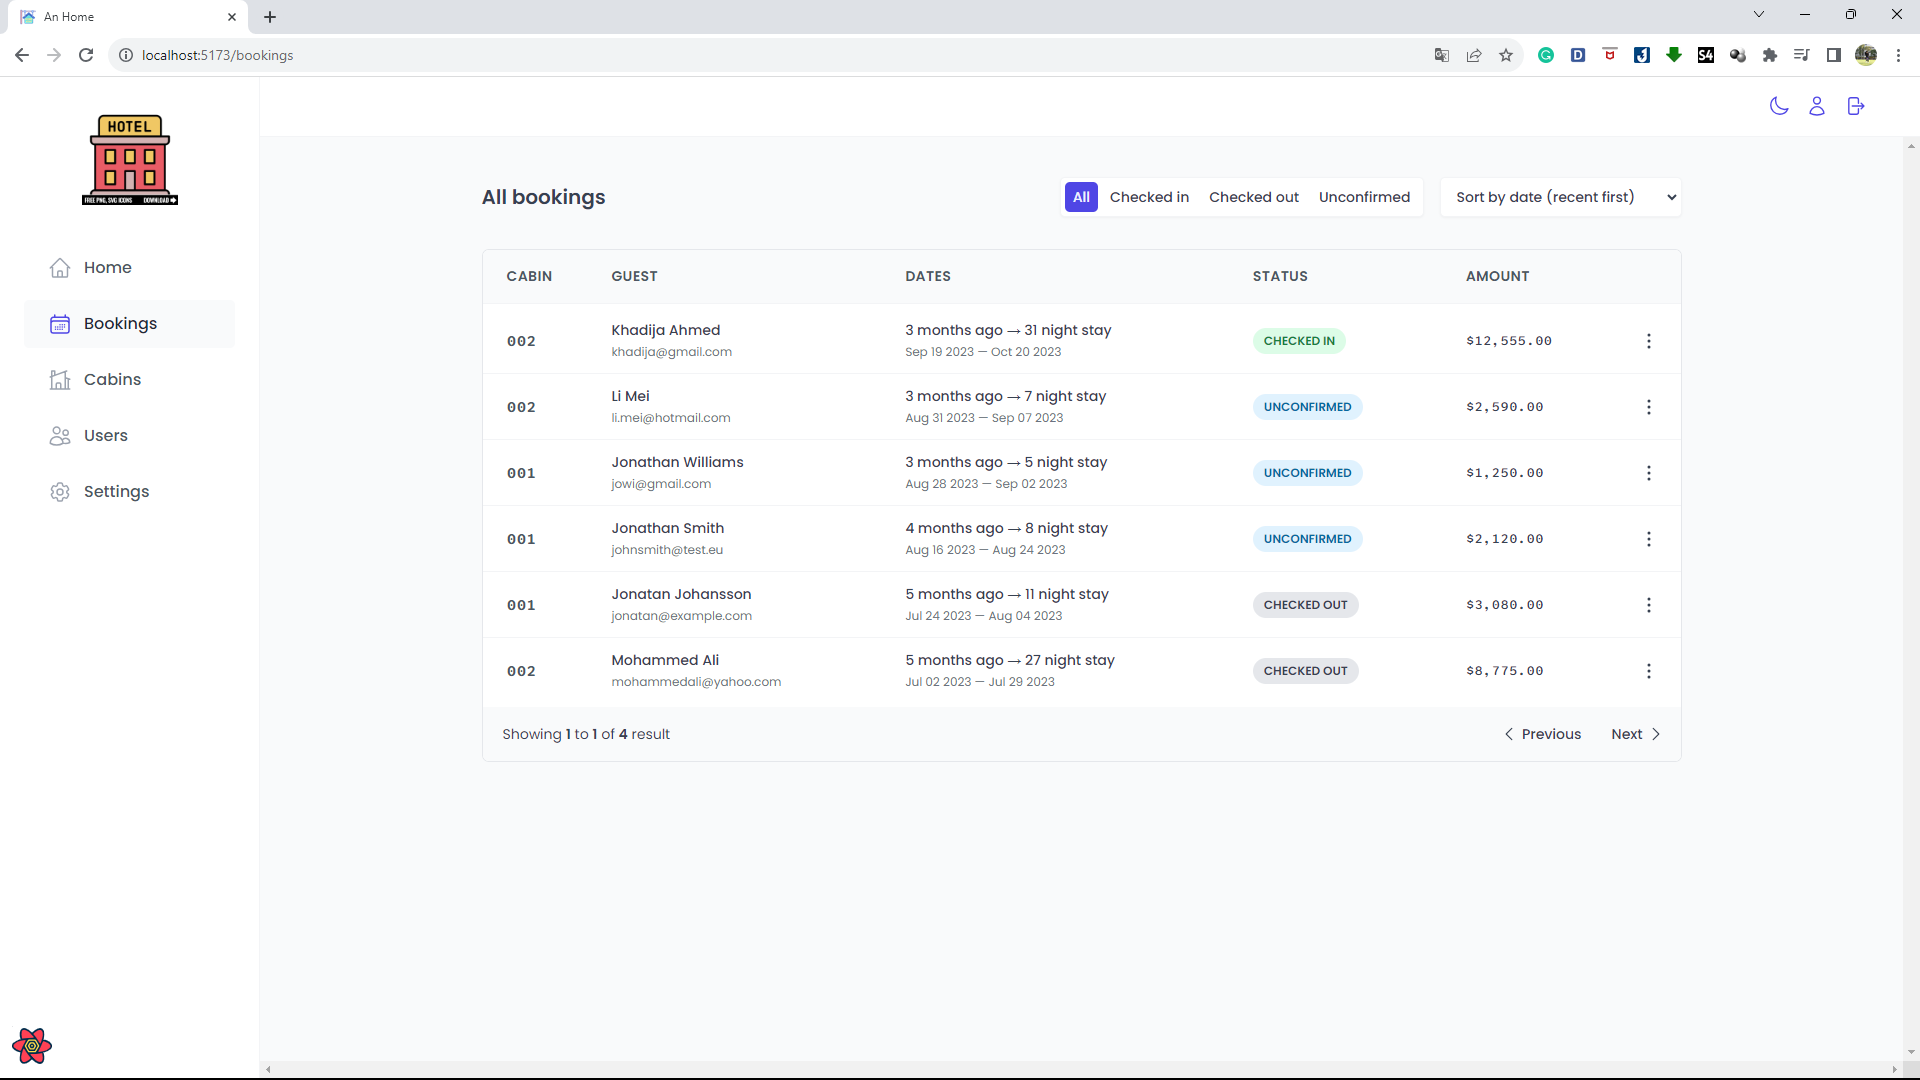 An Home
localhost:5173/bookings
HOTEL
FREE PNG, SVG ICONS DOWNLOAD
Home
Bookings
Cabins
Users
Settings
All bookings
All Checked in Checked out Unconfirmed
Sort by date (recent first)
CABIN GUEST DATES STATUS AMOUNT
002 Khadija Ahmed 3 months ago → 31 night stay CHECKED IN $12,555.00
khadija@gmail.com Sep 19 2023 — Oct 20 2023
002 Li Mei 3 months ago → 7 night stay UNCONFIRMED $2,590.00
li.mei@hotmail.com Aug 31 2023 — Sep 07 2023
001 Jonathan Williams 3 months ago → 5 night stay UNCONFIRMED $1,250.00
jowi@gmail.com Aug 28 2023 — Sep 02 2023
001 Jonathan Smith 4 months ago → 8 night stay UNCONFIRMED $2,120.00
johnsmith@test.eu Aug 16 2023 — Aug 24 2023
001 Jonatan Johansson 5 months ago → 11 night stay CHECKED OUT $3,080.00
jonatan@example.com Jul 24 2023 — Aug 04 2023
002 Mohammed Ali 5 months ago → 27 night stay CHECKED OUT $8,775.00
mohammedali@yahoo.com Jul 02 2023 — Jul 29 2023
Showing 1 to 1 of 4 result
Previous Next